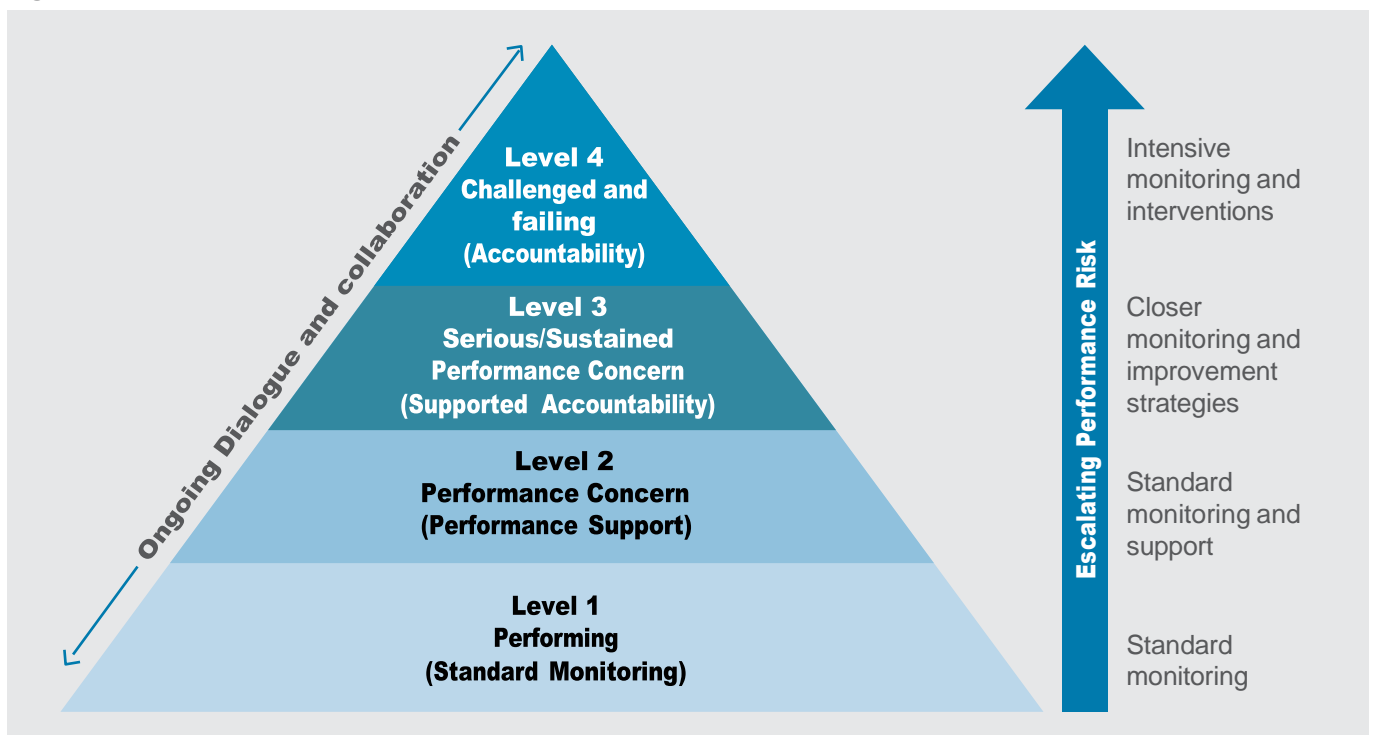 Ongoing Dialogue and collaboration
Level 4
Challenged and
failing
(Accountability)
Level 3
Serious/Sustained
Performance Concern
(Supported Accountability)
Level 2
Performance Concern
(Performance Support)
Level 1
Performing
(Standard Monitoring)
Escalating Performance Risk
Intensive
monitoring and
interventions
Closer
monitoring and
improvement
strategies
Standard
monitoring and
support
Standard
monitoring